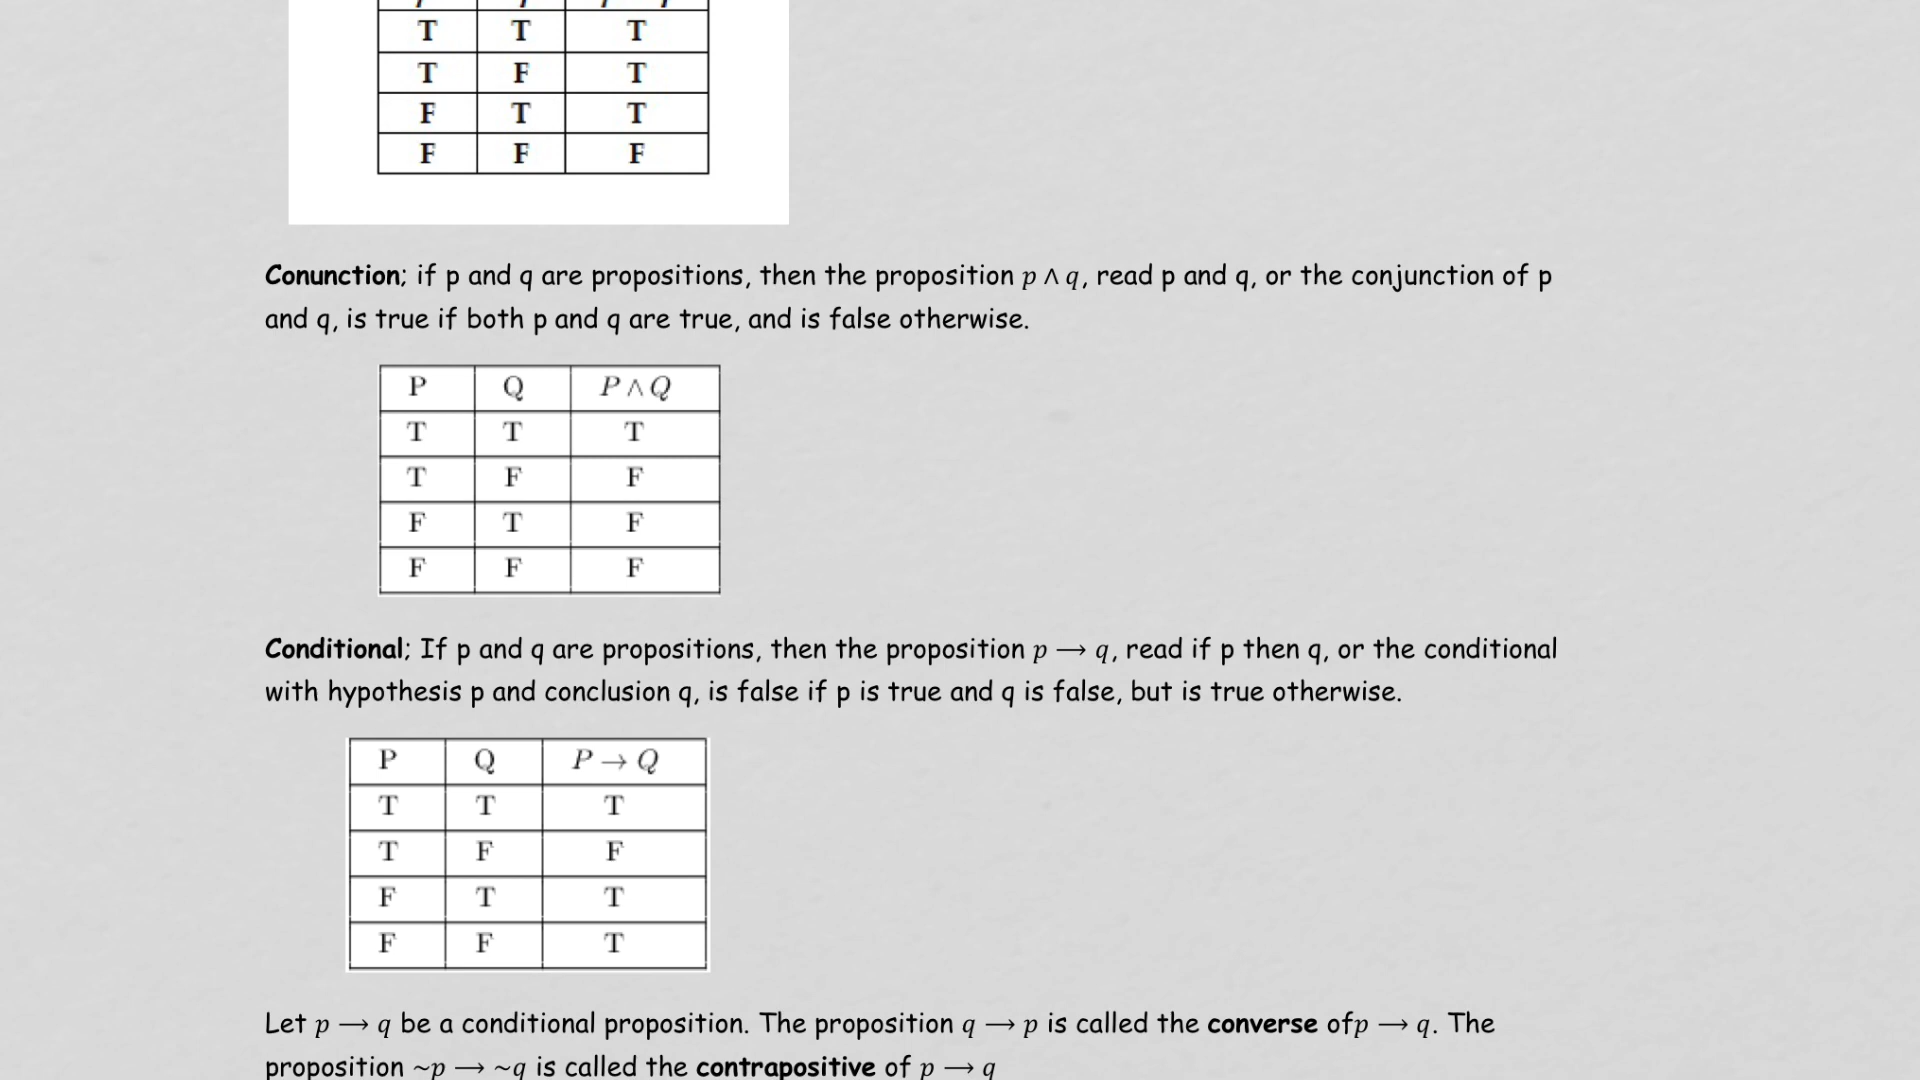 T T T
T F T
F T T
F F F
Conunction; if p and q are propositions, then the proposition p ∧ q, read p and q, or the conjunction of p
and q, is true if both p and q are true, and is false otherwise.
P Q P ∧ Q
T T T
T F F
F T F
F F F
Conditional; If p and q are propositions, then the proposition p ⟶ q, read if p then q, or the conditional
with hypothesis p and conclusion q, is false if p is true and q is false, but is true otherwise.
P Q P → Q
T T T
T F F
F T T
F F T
Let p ⟶ q be a conditional proposition. The proposition q ⟶ p is called the converse ofp ⟶ q. The
proposition ~p ⟶ ~q is called the contrapositive of p ⟶ q